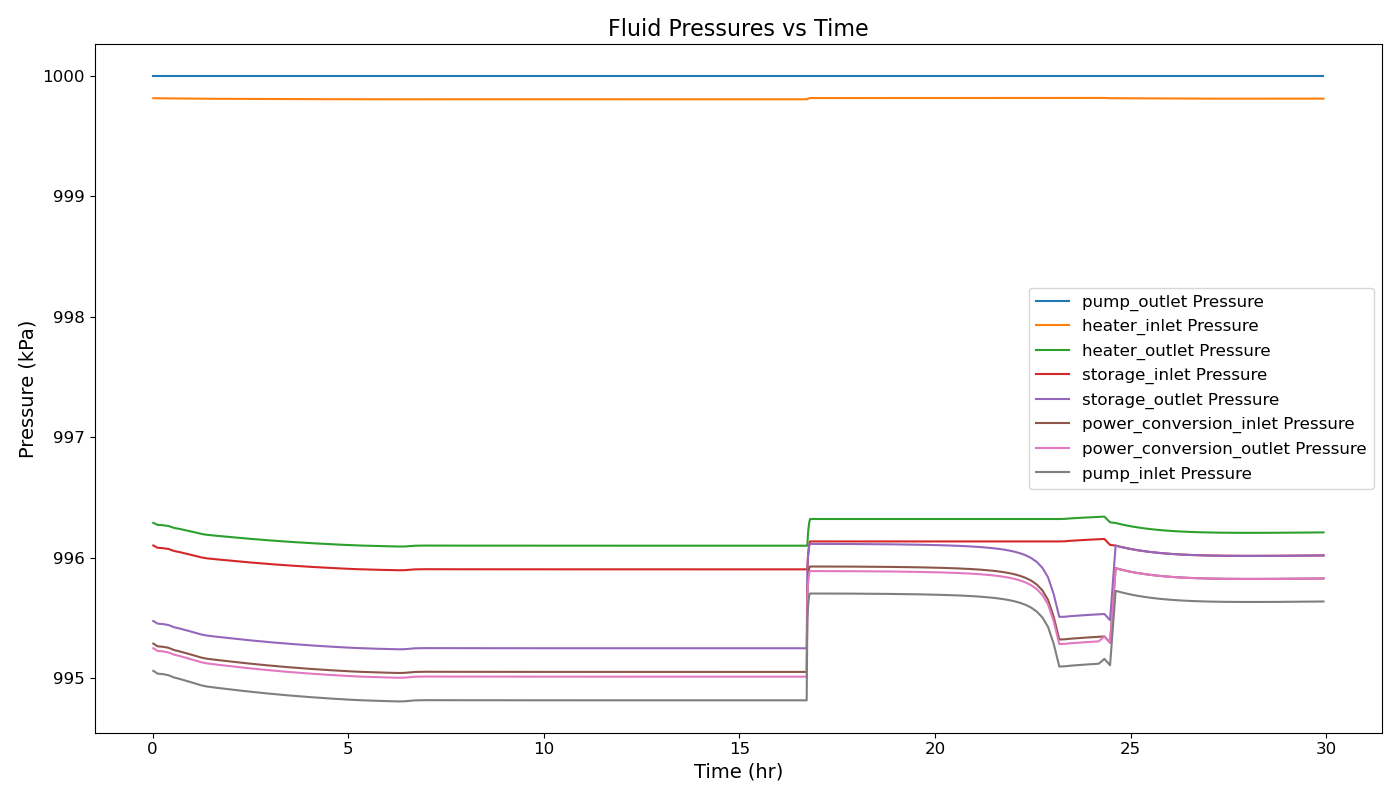 Fluid Pressures vs Time
Pressure (kPa)
1000
999
998
997
996
995
pump_outlet Pressure
heater_inlet Pressure
heater_outlet Pressure
storage_inlet Pressure
storage_outlet Pressure
power_conversion_inlet Pressure
power_conversion_outlet Pressure
pump_inlet Pressure
0 5 10 15 20 25 30
Time (hr)